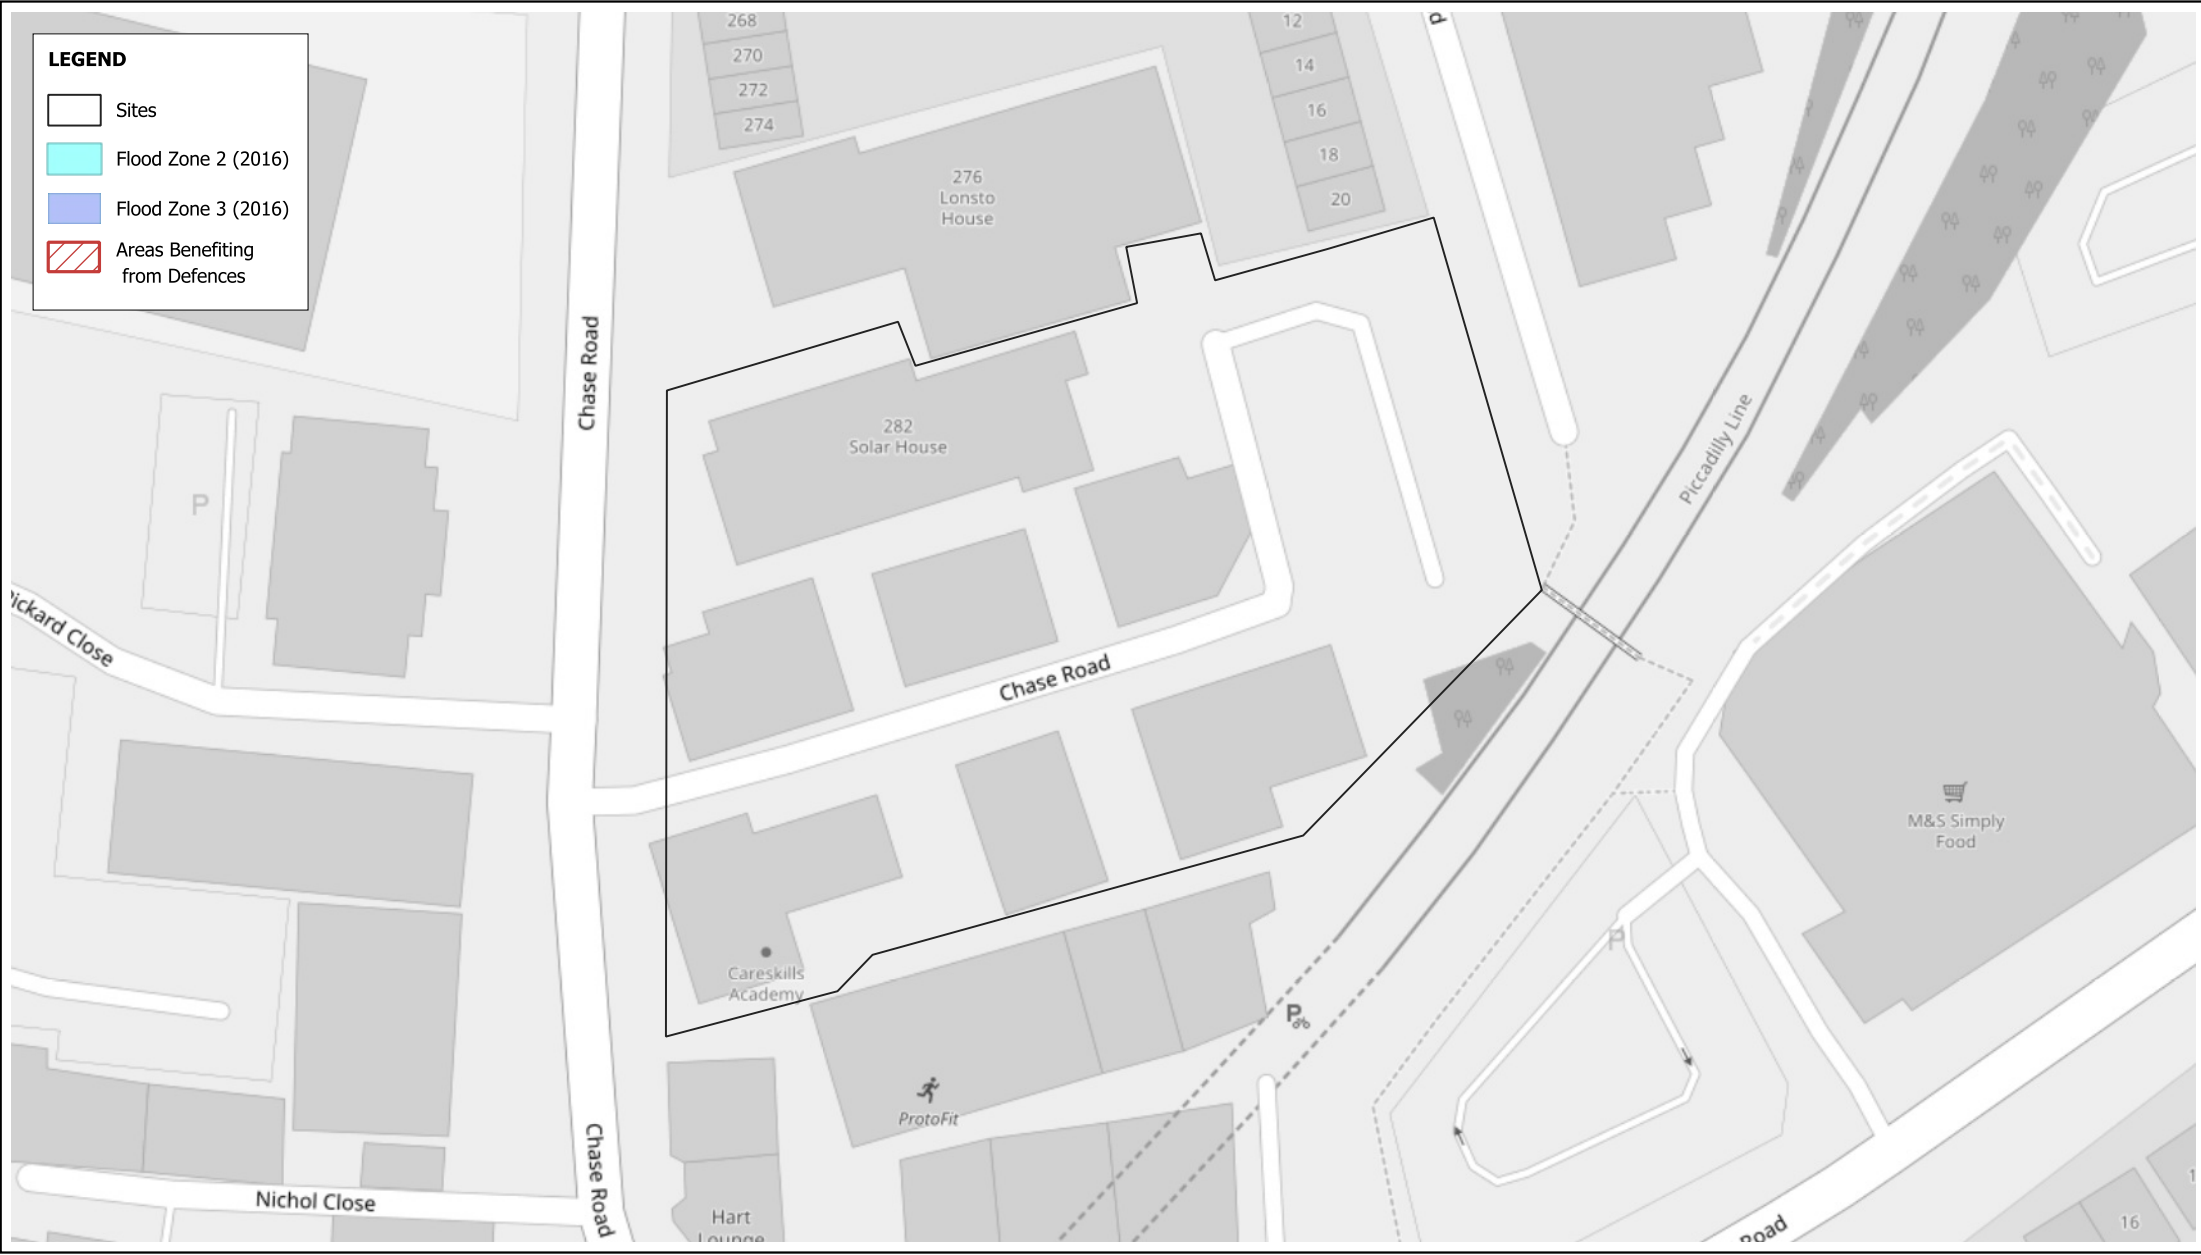 LEGEND
Sites
Flood Zone 2 (2016)
Flood Zone 3 (2016)
Areas Benefiting
from Defences
268
270
272
274
12
14
16
18
20
276
Lonsto
House
Chase Road
282
Solar House
Piccadilly Line
P
Pickard Close
Chase Road
M&S Simply
Food
P
Careskills
Academy
P
ProtoFit
Chase Road
Nichol Close
Hart
Lounge
Road
16